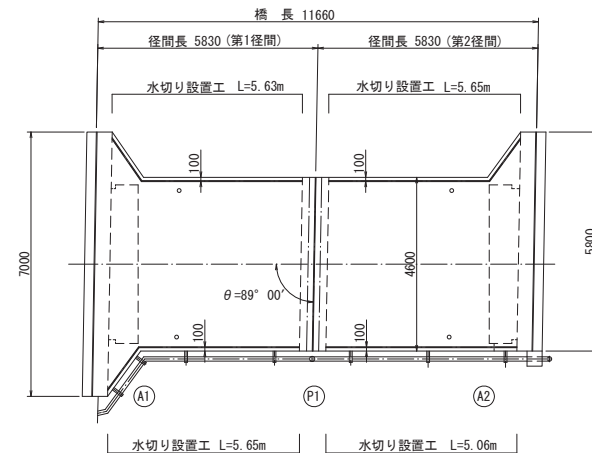 橋 長 11660
径間長 5830 (第1径間)
径間長 5830 (第2径間)
水切り設置工 L=5.63m
水切り設置工 L=5.65m
100
100
7000
4600
5800
θ=89° 00′
100
100
A1
P1
A2
水切り設置工 L=5.65m
水切り設置工 L=5.06m